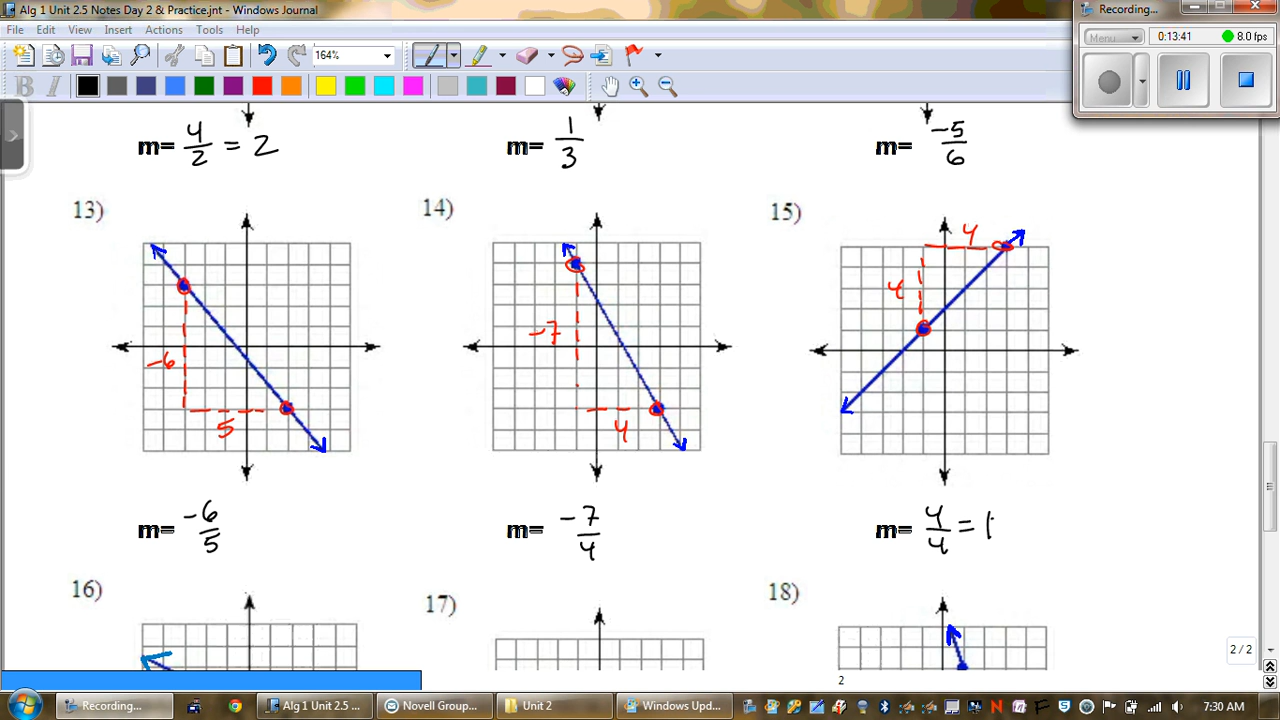 Alg 1 Unit 2.5 Notes Day 2 & Practice.jnt - Windows Journal
Recording...
File Edit View Insert Actions Tools Help
Menu
0:13:41
8.0 fps
164%
B I
m= 4/2 = 2
m= 1/3
m= -5/6
13)
14)
15)
-6
5
-7
4
4
4
m= -6/5
m= -7/4
m= 4/4 = 1
16)
17)
18)
2 / 2
2
Recording...
Alg 1 Unit 2.5 ...
Novell Group...
Unit 2
Windows Upd...
7:30 AM